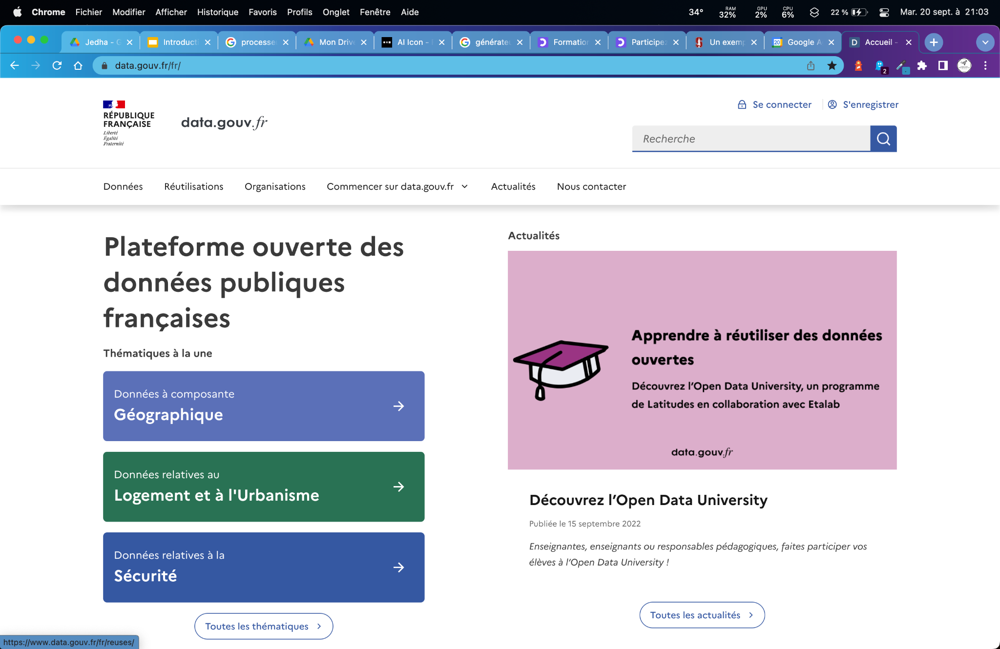 Chrome Fichier Modifier Afficher Historique Favoris Profils Onglet Fenêtre Aide 34° RAM 32% GPU 2% CPU 6% 22 % Mar. 20 sept. à 21:03
Jedha - Introducti processe Mon Drive AI Icon - générate Formation Participez Un exemp 20 Google A D Accueil -
data.gouv.fr/fr/ 2
RÉPUBLIQUE
FRANÇAISE
Liberté
Égalité
Fraternité
data.gouv.fr
Se connecter S'enregistrer
Recherche
Données Réutilisations Organisations Commencer sur data.gouv.fr Actualités Nous contacter
Plateforme ouverte des
données publiques
françaises
Thématiques à la une
Données à composante
Géographique
Données relatives au
Logement et à l'Urbanisme
Données relatives à la
Sécurité
Toutes les thématiques
Actualités
Apprendre à réutiliser des données
ouvertes
Découvrez l’Open Data University, un programme
de Latitudes en collaboration avec Etalab
data.gouv.fr
Découvrez l’Open Data University
Publiée le 15 septembre 2022
Enseignantes, enseignants ou responsables pédagogiques, faites participer vos
élèves à l’Open Data University !
Toutes les actualités
https://www.data.gouv.fr/fr/reuses/